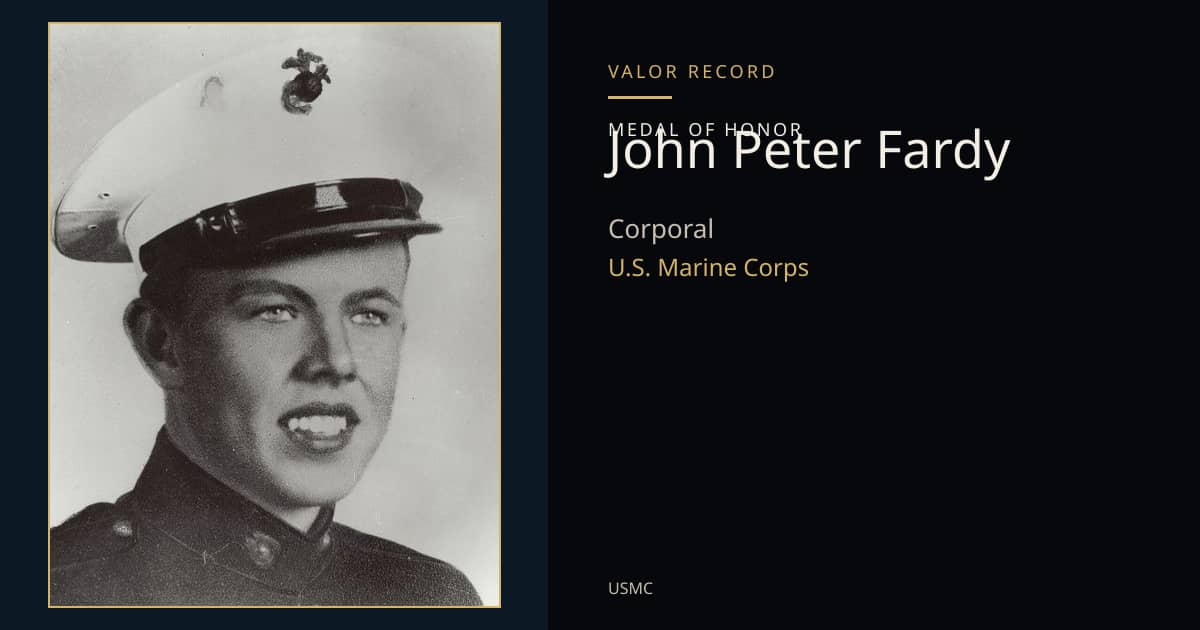 VALOR RECORD
MEDAL OF HONOR
John Peter Fardy
Corporal
U.S. Marine Corps
USMC